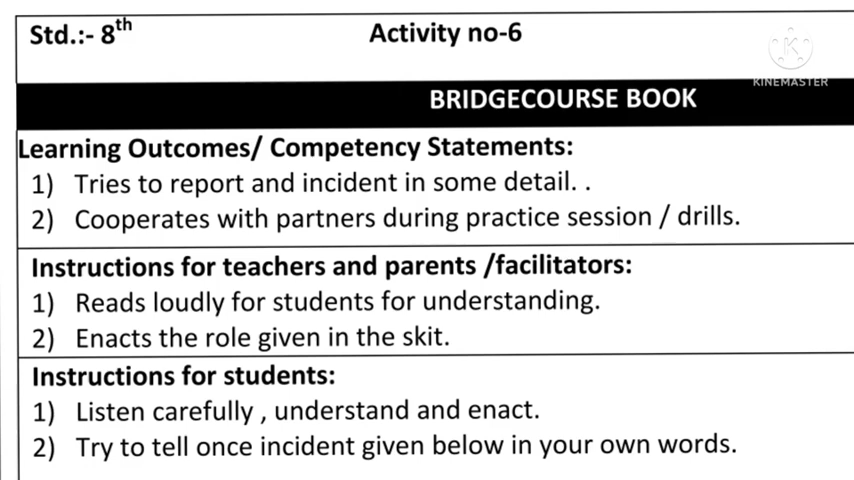 Std.:- 8th Activity no-6
KINEMASTER
BRIDGECOURSE BOOK
Learning Outcomes/ Competency Statements:
1) Tries to report and incident in some detail. .
2) Cooperates with partners during practice session / drills.
Instructions for teachers and parents /facilitators:
1) Reads loudly for students for understanding.
2) Enacts the role given in the skit.
Instructions for students:
1) Listen carefully , understand and enact.
2) Try to tell once incident given below in your own words.